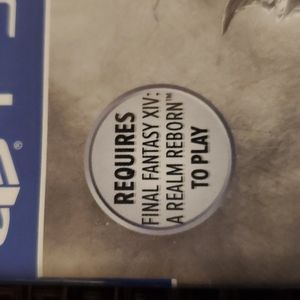 REQUIRES
FINAL FANTASY XIV:
A REALM REBORN™
TO PLAY